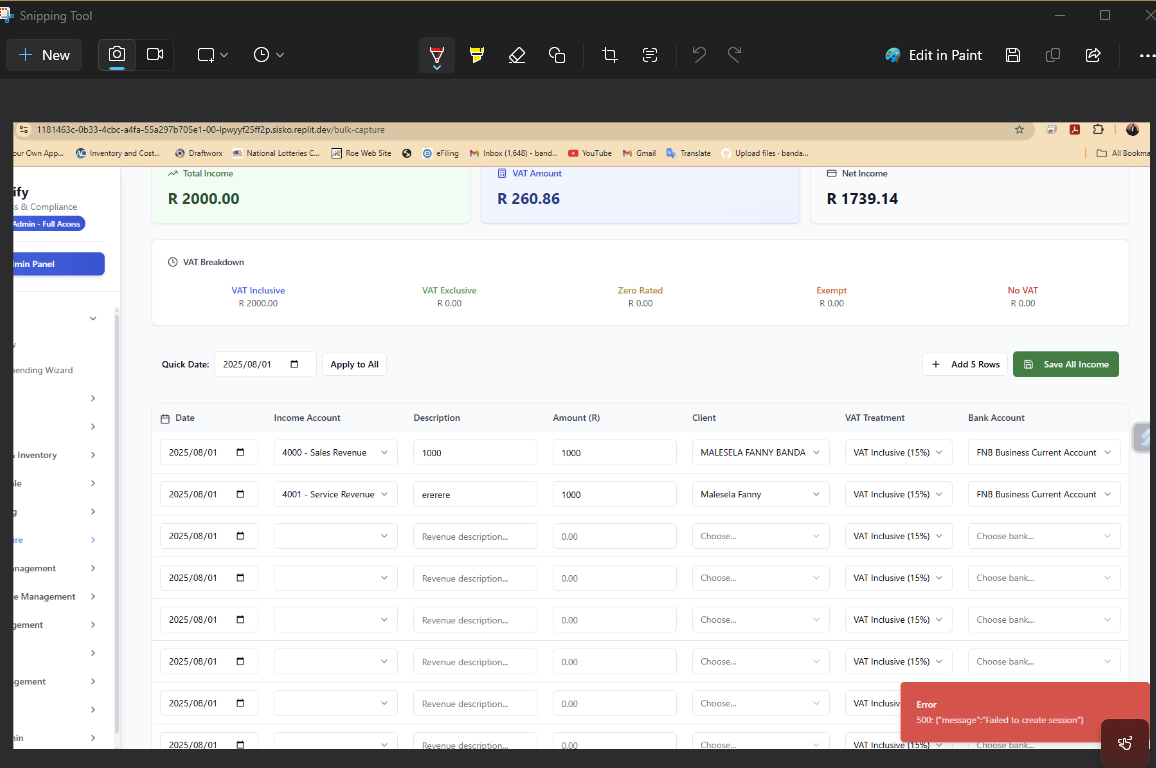 Snipping Tool
New
Edit in Paint
1181463c-0b33-4cbc-a4fa-55a297b705e1-00-lpwyyf25ff2p.sisko.replit.dev/bulk-capture
our Own App... Inventory and Cost... Draftworx National Lotteries C... Roe Web Site eFiling Inbox (1,648) - band... YouTube Gmail Translate Upload files · banda... All Bookma
ify
s & Compliance
Admin - Full Access
min Panel
pending Wizard
& Inventory
le
g
re
nagement
e Management
gement
gement
in
Total Income
R 2000.00
VAT Amount
R 260.86
Net Income
R 1739.14
VAT Breakdown
VAT Inclusive VAT Exclusive Zero Rated Exempt No VAT
R 2000.00 R 0.00 R 0.00 R 0.00 R 0.00
Quick Date: 2025/08/01 Apply to All + Add 5 Rows Save All Income
Date Income Account Description Amount (R) Client VAT Treatment Bank Account
2025/08/01 4000 - Sales Revenue 1000 1000 MALESELA FANNY BANDA VAT Inclusive (15%) FNB Business Current Account
2025/08/01 4001 - Service Revenue ererere 1000 Malesela Fanny VAT Inclusive (15%) FNB Business Current Account
2025/08/01 Revenue description... 0.00 Choose... VAT Inclusive (15%) Choose bank...
2025/08/01 Revenue description... 0.00 Choose... VAT Inclusive (15%) Choose bank...
2025/08/01 Revenue description... 0.00 Choose... VAT Inclusive (15%) Choose bank...
2025/08/01 Revenue description... 0.00 Choose... VAT Inclusive (15%) Choose bank...
2025/08/01 Revenue description... 0.00 Choose... VAT Inclusiv
2025/08/01 Revenue description... 0.00 Choose... VAT Inclusive (15%) Choose bank...
Error
500: {"message":"Failed to create session"}